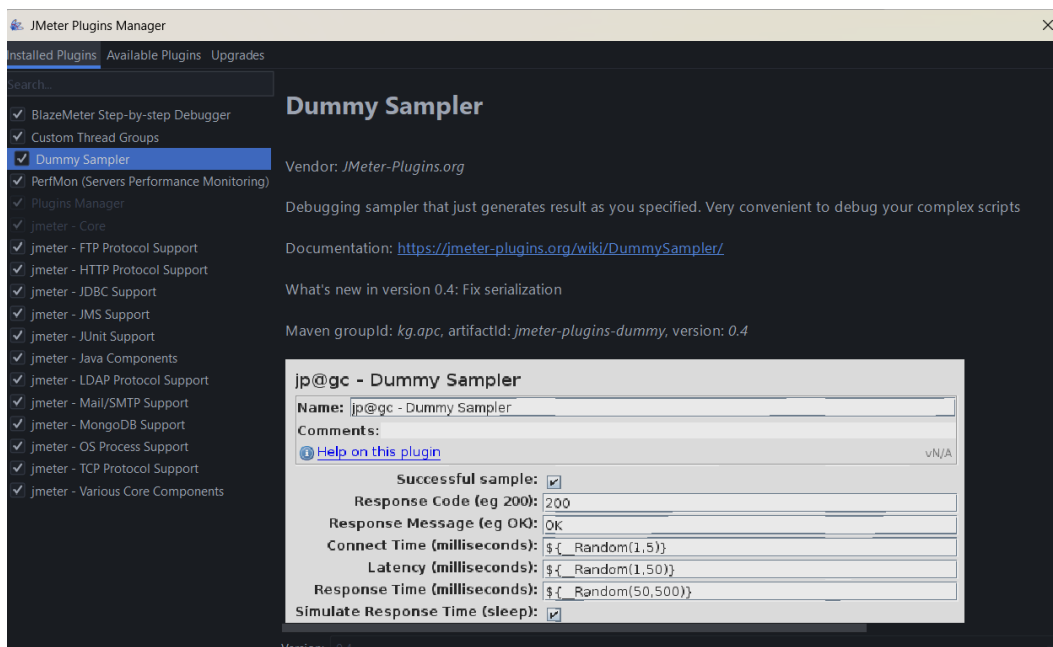 JMeter Plugins Manager
Installed Plugins Available Plugins Upgrades
Search...
BlazeMeter Step-by-step Debugger
Custom Thread Groups
Dummy Sampler
PerfMon (Servers Performance Monitoring)
Plugins Manager
jmeter - Core
jmeter - FTP Protocol Support
jmeter - HTTP Protocol Support
jmeter - JDBC Support
jmeter - JMS Support
jmeter - JUnit Support
jmeter - Java Components
jmeter - LDAP Protocol Support
jmeter - Mail/SMTP Support
jmeter - MongoDB Support
jmeter - OS Process Support
jmeter - TCP Protocol Support
jmeter - Various Core Components
Dummy Sampler
Vendor: JMeter-Plugins.org
Debugging sampler that just generates result as you specified. Very convenient to debug your complex scripts
Documentation: https://jmeter-plugins.org/wiki/DummySampler/
What's new in version 0.4: Fix serialization
Maven groupId: kg.apc, artifactId: jmeter-plugins-dummy, version: 0.4
jp@gc - Dummy Sampler
Name: jp@gc - Dummy Sampler
Comments:
Help on this plugin vN/A
Successful sample:
Response Code (eg 200): 200
Response Message (eg OK): OK
Connect Time (milliseconds): ${__Random(1,5)}
Latency (milliseconds): ${__Random(1,50)}
Response Time (milliseconds): ${__Random(50,500)}
Simulate Response Time (sleep):